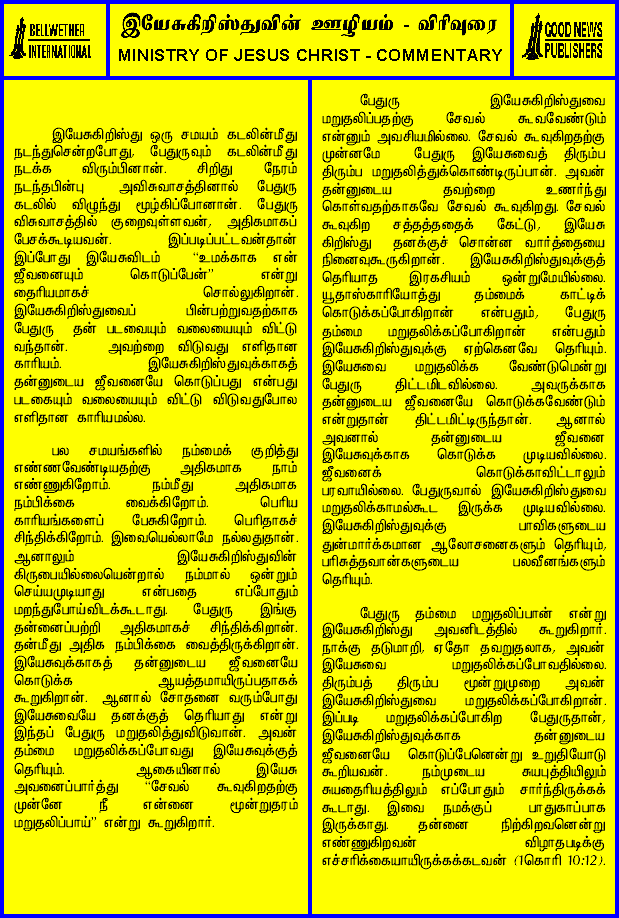 BELLWETHER
INTERNATIONAL
இயேசுகிறிஸ்துவின் ஊழியம் - விரிவுரை
MINISTRY OF JESUS CHRIST - COMMENTARY
GOOD NEWS
PUBLISHERS
இயேசுகிறிஸ்து ஒரு சமயம் கடலின்மீது
நடந்துசென்றபோது, பேதுருவும் கடலின்மீது
நடக்க விரும்பினான். சிறிது நேரம்
நடந்தபின்பு அவிசுவாசத்தினால் பேதுரு
கடலில் விழுந்து மூழ்கிப்போனான். பேதுரு
விசுவாசத்தில் குறைவுள்ளவன், அதிகமாகப்
பேசக்கூடியவன். இப்படிப்பட்டவன்தான்
இப்போது இயேசுவிடம் “உமக்காக என்
ஜீவனையும் கொடுப்பேன்” என்று
தைரியமாகச் சொல்லுகிறான்.
இயேசுகிறிஸ்துவைப் பின்பற்றுவதற்காக
பேதுரு தன் படவையும் வலையையும் விட்டு
வந்தான். அவற்றை விடுவது எளிதான
காரியம். இயேசுகிறிஸ்துவுக்காகத்
தன்னுடைய ஜீவனையே கொடுப்பது என்பது
படகையும் வலையையும் விட்டு விடுவதுபோல
எளிதான காரியமல்ல.
பல சமயங்களில் நம்மைக் குறித்து
எண்ணவேண்டியதற்கு அதிகமாக நாம்
எண்ணுகிறோம். நம்மீது அதிகமாக
நம்பிக்கை வைக்கிறோம். பெரிய
காரியங்களைப் பேசுகிறோம். பெரிதாகச்
சிந்திக்கிறோம். இவையெல்லாமே நல்லதுதான்.
ஆனாலும் இயேசுகிறிஸ்துவின்
கிருபையில்லையென்றால் நம்மால் ஒன்றும்
செய்யமுடியாது என்பதை எப்போதும்
மறந்துபோய்விடக்கூடாது. பேதுரு இங்கு
தன்னைப்பற்றி அதிகமாகச் சிந்திக்கிறான்.
தன்மீது அதிக நம்பிக்கை வைத்திருக்கிறான்.
இயேசுவுக்காகத் தன்னுடைய ஜீவனையே
கொடுக்க ஆயத்தமாயிருப்பதாகக்
கூறுகிறான். ஆனால் சோதனை வரும்போது
இயேசுவையே தனக்குத் தெரியாது என்று
இந்தப் பேதுரு மறுதலித்துவிடுவான். அவன்
தம்மை மறுதலிக்கப்போவது இயேசுவுக்குத்
தெரியும். ஆகையினால் இயேசு
அவனைப்பார்த்து “சேவல் கூவுகிறதற்கு
முன்னே நீ என்னை மூன்றுதரம்
மறுதலிப்பாய்” என்று கூறுகிறார்.
பேதுரு இயேசுகிறிஸ்துவை
மறுதலிப்பதற்கு சேவல் கூவவேண்டும்
என்னும் அவசியமில்லை. சேவல் கூவுகிறதற்கு
முன்னமே பேதுரு இயேசுவைத் திரும்ப
திரும்ப மறுதலித்துக்கொண்டிருப்பான். அவன்
தன்னுடைய தவற்றை உணர்ந்து
கொள்வதற்காகவே சேவல் கூவுகிறது. சேவல்
கூவுகிற சத்தத்ததைக் கேட்டு, இயேசு
கிறிஸ்து தனக்குச் சொன்ன வார்த்தையை
நினைவுகூருகிறான். இயேசுகிறிஸ்துவுக்குத்
தெரியாத இரகசியம் ஒன்றுமேயில்லை.
யூதாஸ்காரியோத்து தம்மைக் காட்டிக்
கொடுக்கப்போகிறான் என்பதும், பேதுரு
தம்மை மறுதலிக்கப்போகிறான் என்பதும்
இயேசுகிறிஸ்துவுக்கு ஏற்கெனவே தெரியும்.
இயேசுவை மறுதலிக்க வேண்டுமென்று
பேதுரு திட்டமிடவில்லை. அவருக்காக
தன்னுடைய ஜீவனையே கொடுக்கவேண்டும்
என்றுதான் திட்டமிட்டிருந்தான். ஆனால்
அவனால் தன்னுடைய ஜீவனை
இயேசுவுக்காக கொடுக்க முடியவில்லை.
ஜீவனைக் கொடுக்காவிட்டாலும்
பரவாயில்லை. பேதுருவால் இயேசுகிறிஸ்துவை
மறுதலிக்காமல்கூட இருக்க முடியவில்லை.
இயேசுகிறிஸ்துவுக்கு பாவிகளுடைய
துன்மார்க்கமான ஆலோசனைகளும் தெரியும்,
பரிசுத்தவான்களுடைய பலவீனங்களும்
தெரியும்.
பேதுரு தம்மை மறுதலிப்பான் என்று
இயேசுகிறிஸ்து அவனிடத்தில் கூறுகிறார்.
நாக்கு தடுமாறி, ஏதோ தவறுதலாக, அவன்
இயேசுவை மறுதலிக்கப்போவதில்லை.
திரும்பத் திரும்ப மூன்றுமுறை அவன்
இயேசுகிறிஸ்துவை மறுதலிக்கப்போகிறான்.
இப்படி மறுதலிக்கப்போகிற பேதுருதான்,
இயேசுகிறிஸ்துவுக்காக தன்னுடைய
ஜீவனையே கொடுப்பேனென்று உறுதியோடு
கூறியவன். நம்முடைய சுயபுத்தியிலும்
சுயதைரியத்திலும் எப்போதும் சார்ந்திருக்கக்
கூடாது. இவை நமக்குப் பாதுகாப்பாக
இருக்காது. தன்னை நிற்கிறவனென்று
எண்ணுகிறவன் விழாதபடிக்கு
எச்சரிக்கையாயிருக்கக்கடவன் (1கொரி 10:12).